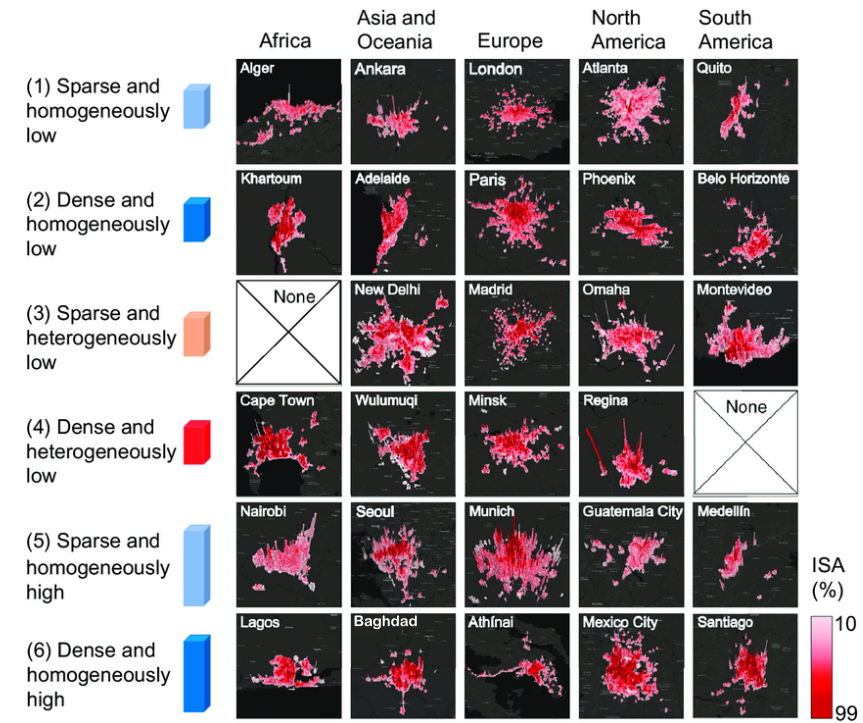 Africa
Asia and
Oceania
Europe
North
America
South
America
(1) Sparse and
homogeneously
low
Alger
Ankara
London
Atlanta
Quito
(2) Dense and
homogeneously
low
Khartoum
Adelaide
Paris
Phoenix
Belo Horizonte
(3) Sparse and
heterogeneously
low
None
New Delhi
Madrid
Omaha
Montevideo
(4) Dense and
heterogeneously
low
Cape Town
Wulumuqi
Minsk
Regina
None
(5) Sparse and
homogeneously
high
Nairobi
Seoul
Munich
Guatemala City
Medellín
(6) Dense and
homogeneously
high
Lagos
Baghdad
Athínai
Mexico City
Santiago
ISA
(%)
10
99